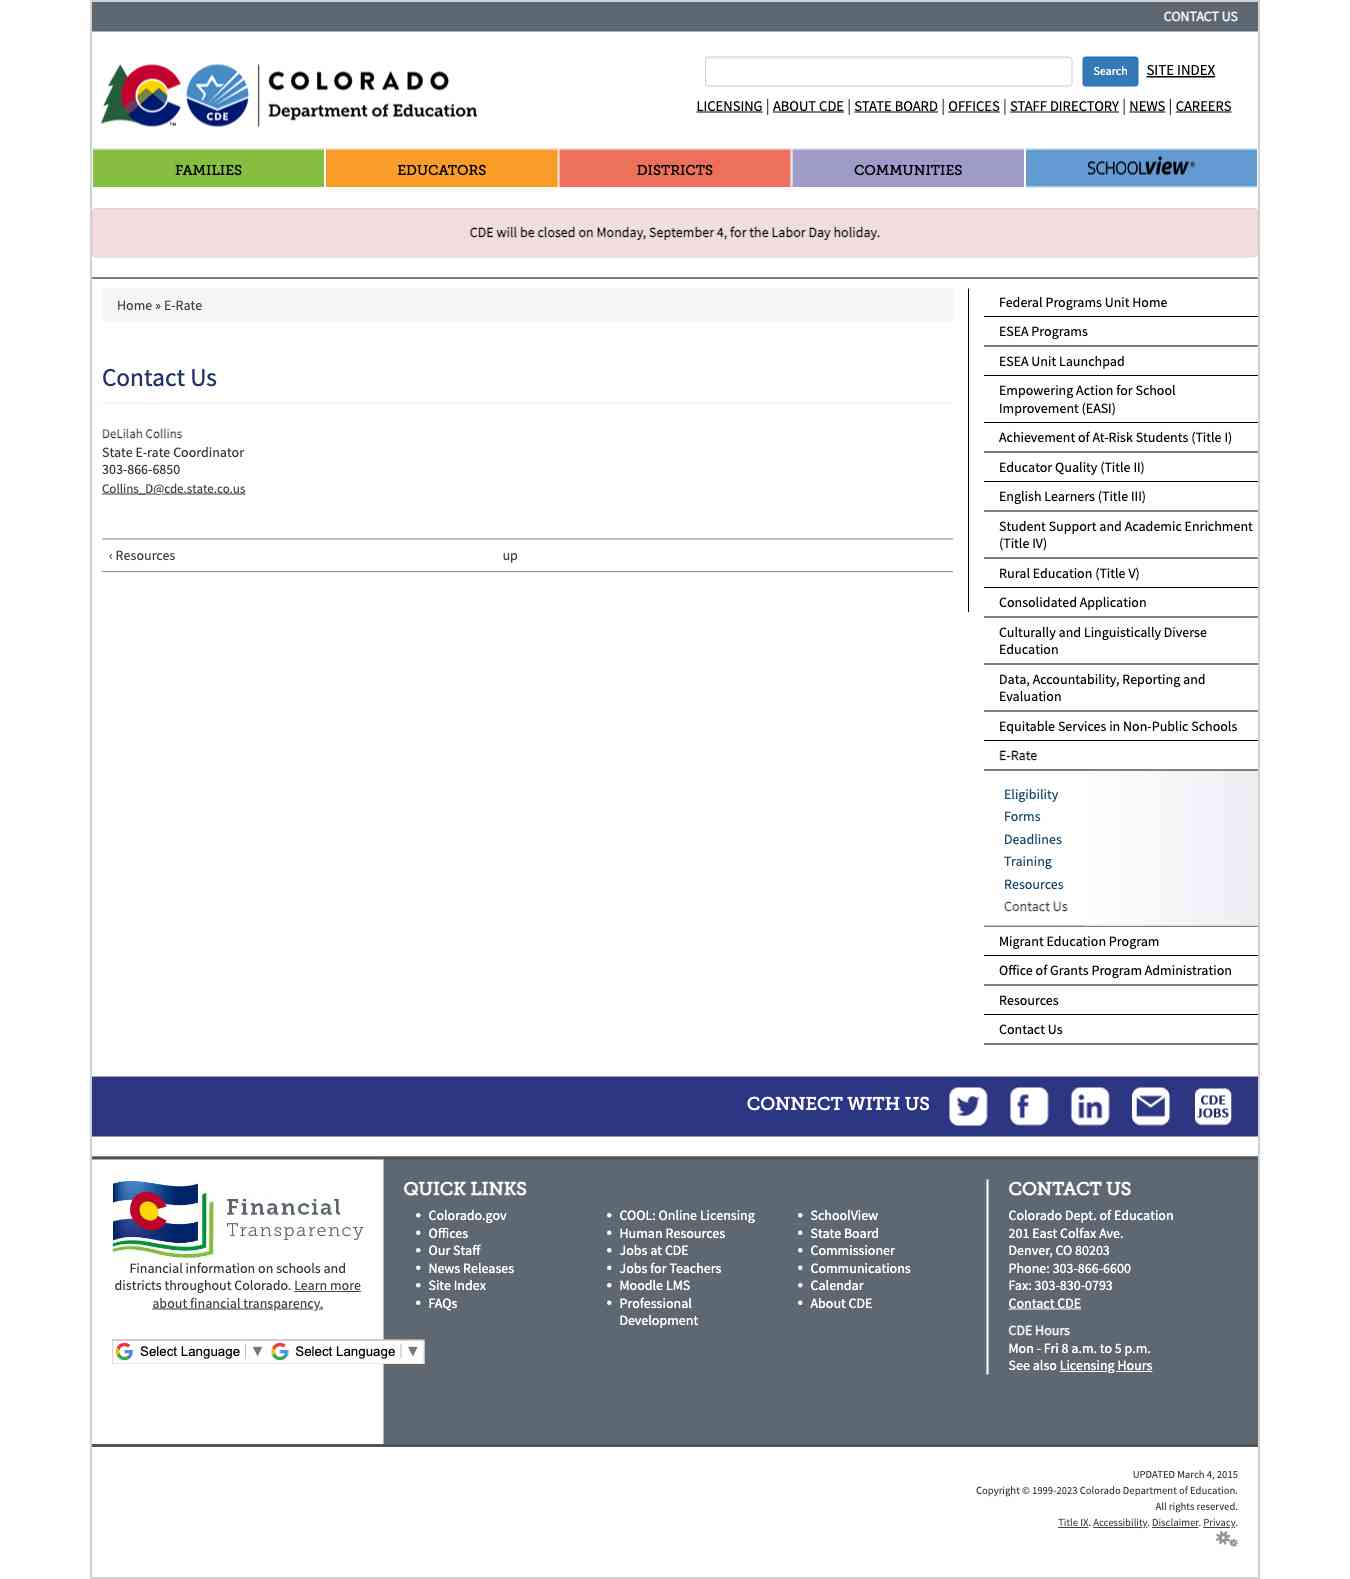 CONTACT US
COLORADO
Department of Education
CDE
TM
Search
SITE INDEX
LICENSING | ABOUT CDE | STATE BOARD | OFFICES | STAFF DIRECTORY | NEWS | CAREERS
FAMILIES
EDUCATORS
DISTRICTS
COMMUNITIES
SCHOOLVIEW®
CDE will be closed on Monday, September 4, for the Labor Day holiday.
Home » E-Rate
Contact Us
DeLilah Collins
State E-rate Coordinator
303-866-6850
Collins_D@cde.state.co.us
‹ Resources
up
Federal Programs Unit Home
ESEA Programs
ESEA Unit Launchpad
Empowering Action for School
Improvement (EASI)
Achievement of At-Risk Students (Title I)
Educator Quality (Title II)
English Learners (Title III)
Student Support and Academic Enrichment
(Title IV)
Rural Education (Title V)
Consolidated Application
Culturally and Linguistically Diverse
Education
Data, Accountability, Reporting and
Evaluation
Equitable Services in Non-Public Schools
E-Rate
Eligibility
Forms
Deadlines
Training
Resources
Contact Us
Migrant Education Program
Office of Grants Program Administration
Resources
Contact Us
CONNECT WITH US
CDE
JOBS
Financial
Transparency
Financial information on schools and
districts throughout Colorado. Learn more
about financial transparency.
Select Language ▼
Select Language ▼
QUICK LINKS
• Colorado.gov
• Offices
• Our Staff
• News Releases
• Site Index
• FAQs
• COOL: Online Licensing
• Human Resources
• Jobs at CDE
• Jobs for Teachers
• Moodle LMS
• Professional
Development
• SchoolView
• State Board
• Commissioner
• Communications
• Calendar
• About CDE
CONTACT US
Colorado Dept. of Education
201 East Colfax Ave.
Denver, CO 80203
Phone: 303-866-6600
Fax: 303-830-0793
Contact CDE
CDE Hours
Mon - Fri 8 a.m. to 5 p.m.
See also Licensing Hours
UPDATED March 4, 2015
Copyright © 1999-2023 Colorado Department of Education.
All rights reserved.
Title IX. Accessibility. Disclaimer. Privacy.